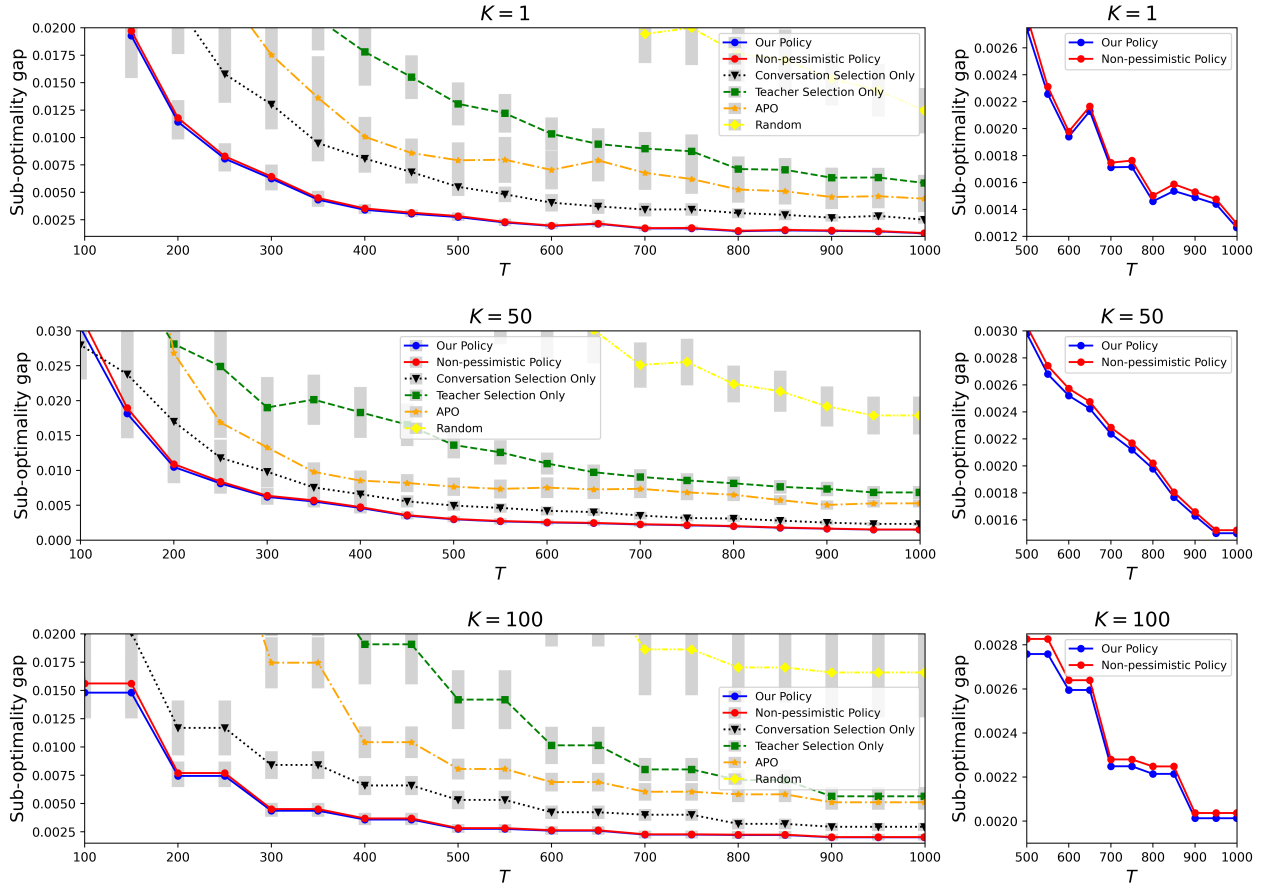 K = 1
Sub-optimality gap
0.0200
0.0175
0.0150
0.0125
0.0100
0.0075
0.0050
0.0025
100 200 300 400 500 600 700 800 900 1000
T
Our Policy
Non-pessimistic Policy
Conversation Selection Only
Teacher Selection Only
APO
Random
K = 1
Sub-optimality gap
0.0026
0.0024
0.0022
0.0020
0.0018
0.0016
0.0014
0.0012
500 600 700 800 900 1000
T
Our Policy
Non-pessimistic Policy
K = 50
Sub-optimality gap
0.030
0.025
0.020
0.015
0.010
0.005
0.000
100 200 300 400 500 600 700 800 900 1000
T
Our Policy
Non-pessimistic Policy
Conversation Selection Only
Teacher Selection Only
APO
Random
K = 50
Sub-optimality gap
0.0030
0.0028
0.0026
0.0024
0.0022
0.0020
0.0018
0.0016
500 600 700 800 900 1000
T
Our Policy
Non-pessimistic Policy
K = 100
Sub-optimality gap
0.0200
0.0175
0.0150
0.0125
0.0100
0.0075
0.0050
0.0025
100 200 300 400 500 600 700 800 900 1000
T
Our Policy
Non-pessimistic Policy
Conversation Selection Only
Teacher Selection Only
APO
Random
K = 100
Sub-optimality gap
0.0028
0.0026
0.0024
0.0022
0.0020
500 600 700 800 900 1000
T
Our Policy
Non-pessimistic Policy